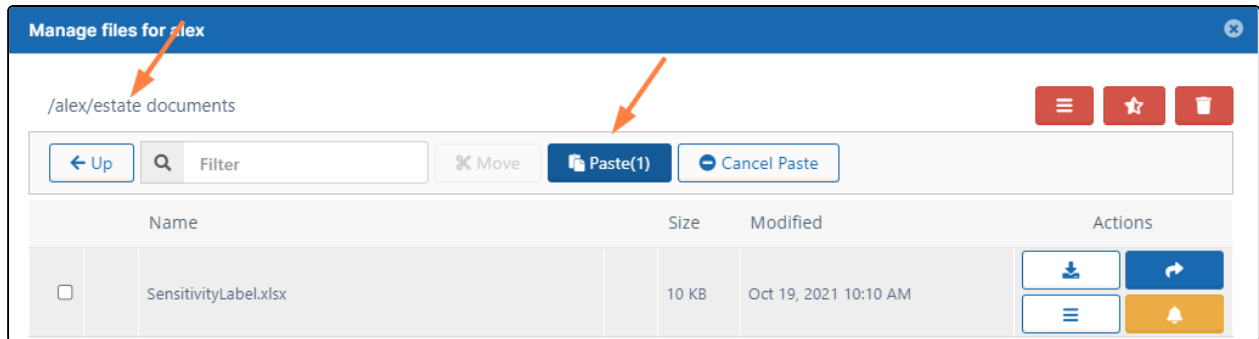 Manage files for alex
/alex/estate documents
Up Filter Move Paste(1) Cancel Paste
Name Size Modified Actions
SensitivityLabel.xlsx 10 KB Oct 19, 2021 10:10 AM